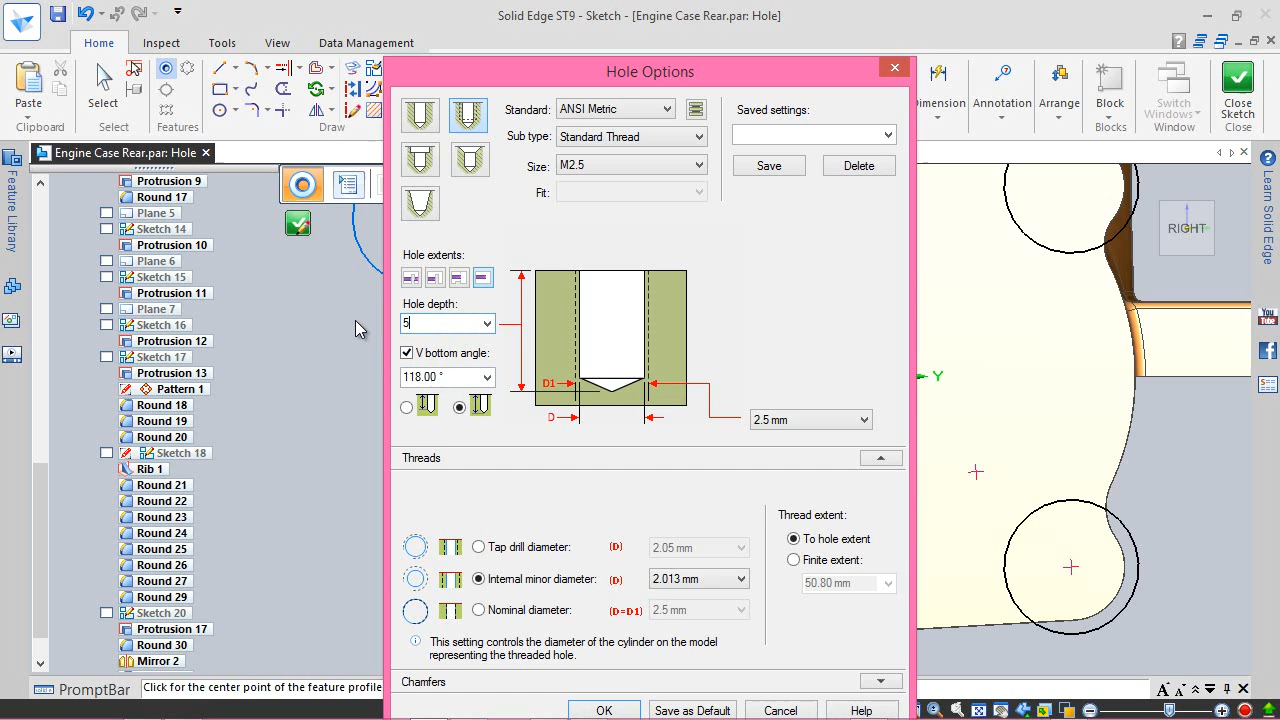 Solid Edge ST9 - Sketch - [Engine Case Rear.par: Hole]
Home
Inspect
Tools
View
Data Management
Paste
Clipboard
Select
Select
Features
Draw
Dimension
Annotation
Arrange
Block
Blocks
Switch Windows
Window
Close Sketch
Close
Engine Case Rear.par: Hole
Feature Library
Protrusion 9
Round 17
Plane 5
Sketch 14
Protrusion 10
Plane 6
Sketch 15
Protrusion 11
Plane 7
Sketch 16
Protrusion 12
Sketch 17
Protrusion 13
Pattern 1
Round 18
Round 19
Round 20
Sketch 18
Rib 1
Round 21
Round 22
Round 23
Round 24
Round 25
Round 26
Round 27
Round 29
Sketch 20
Protrusion 17
Round 30
Mirror 2
Hole Options
Standard:
ANSI Metric
Sub type:
Standard Thread
Size:
M2.5
Fit:
Saved settings:
Save
Delete
Hole extents:
Hole depth:
5
V bottom angle:
118.00 °
D1
D
2.5 mm
Threads
Tap drill diameter:
(D)
2.05 mm
Internal minor diameter:
(D)
2.013 mm
Nominal diameter:
(D=D1)
2.5 mm
This setting controls the diameter of the cylinder on the model
representing the threaded hole.
Thread extent:
To hole extent
Finite extent:
50.80 mm
Chamfers
OK
Save as Default
Cancel
Help
RIGHT
Y
Learn Solid Edge
You Tube
PromptBar
Click for the center point of the feature profile